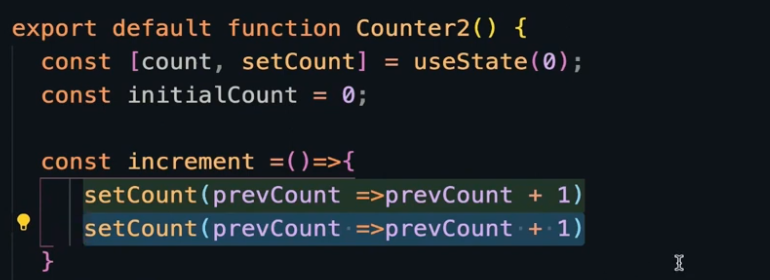 export default function Counter2() {
const [count, setCount] = useState(0);
const initialCount = 0;
const increment =()=>{
setCount(prevCount =>prevCount + 1)
setCount(prevCount =>prevCount + 1)
}